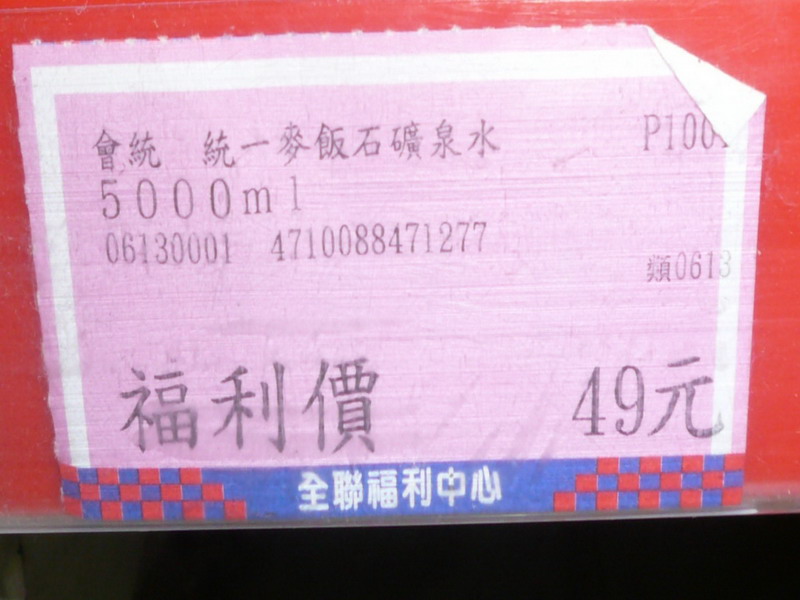 會統 統一麥飯石礦泉水 P100
5000ml
06130001 4710088471277
類0613
福利價 49元
全聯福利中心